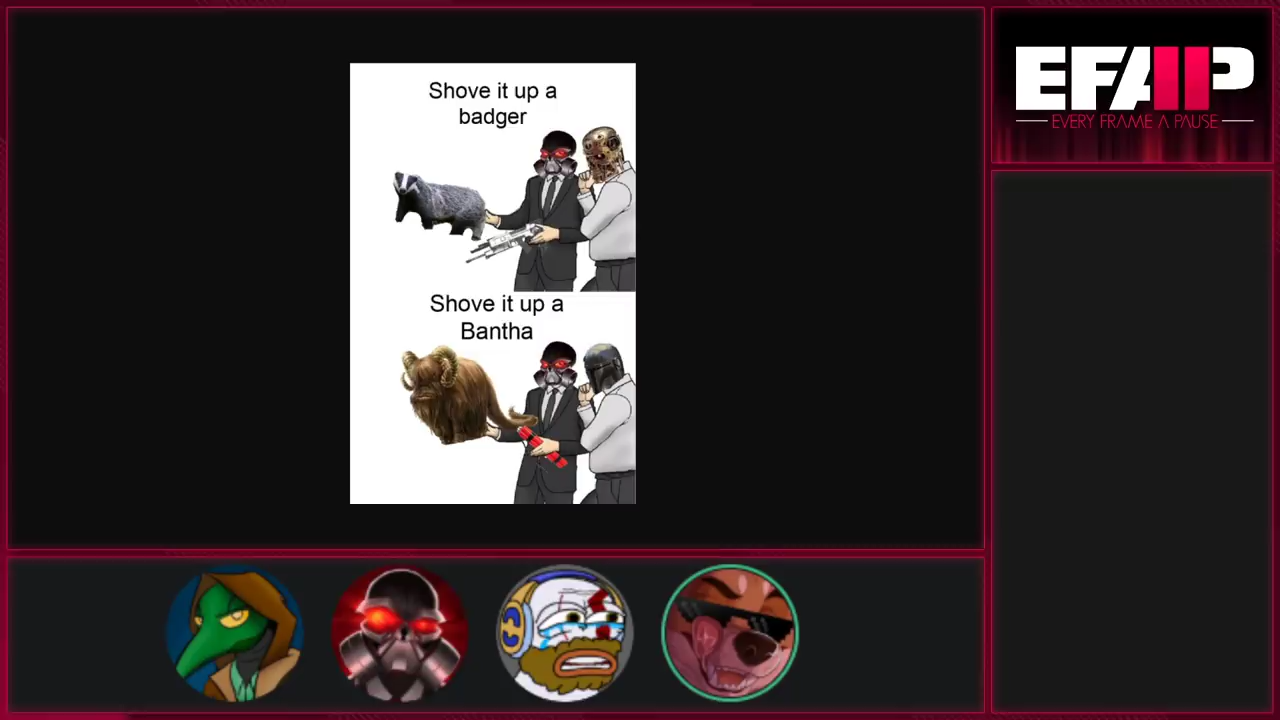 Shove it up a
badger
Shove it up a
Bantha
EFAP
EVERY FRAME A PAUSE